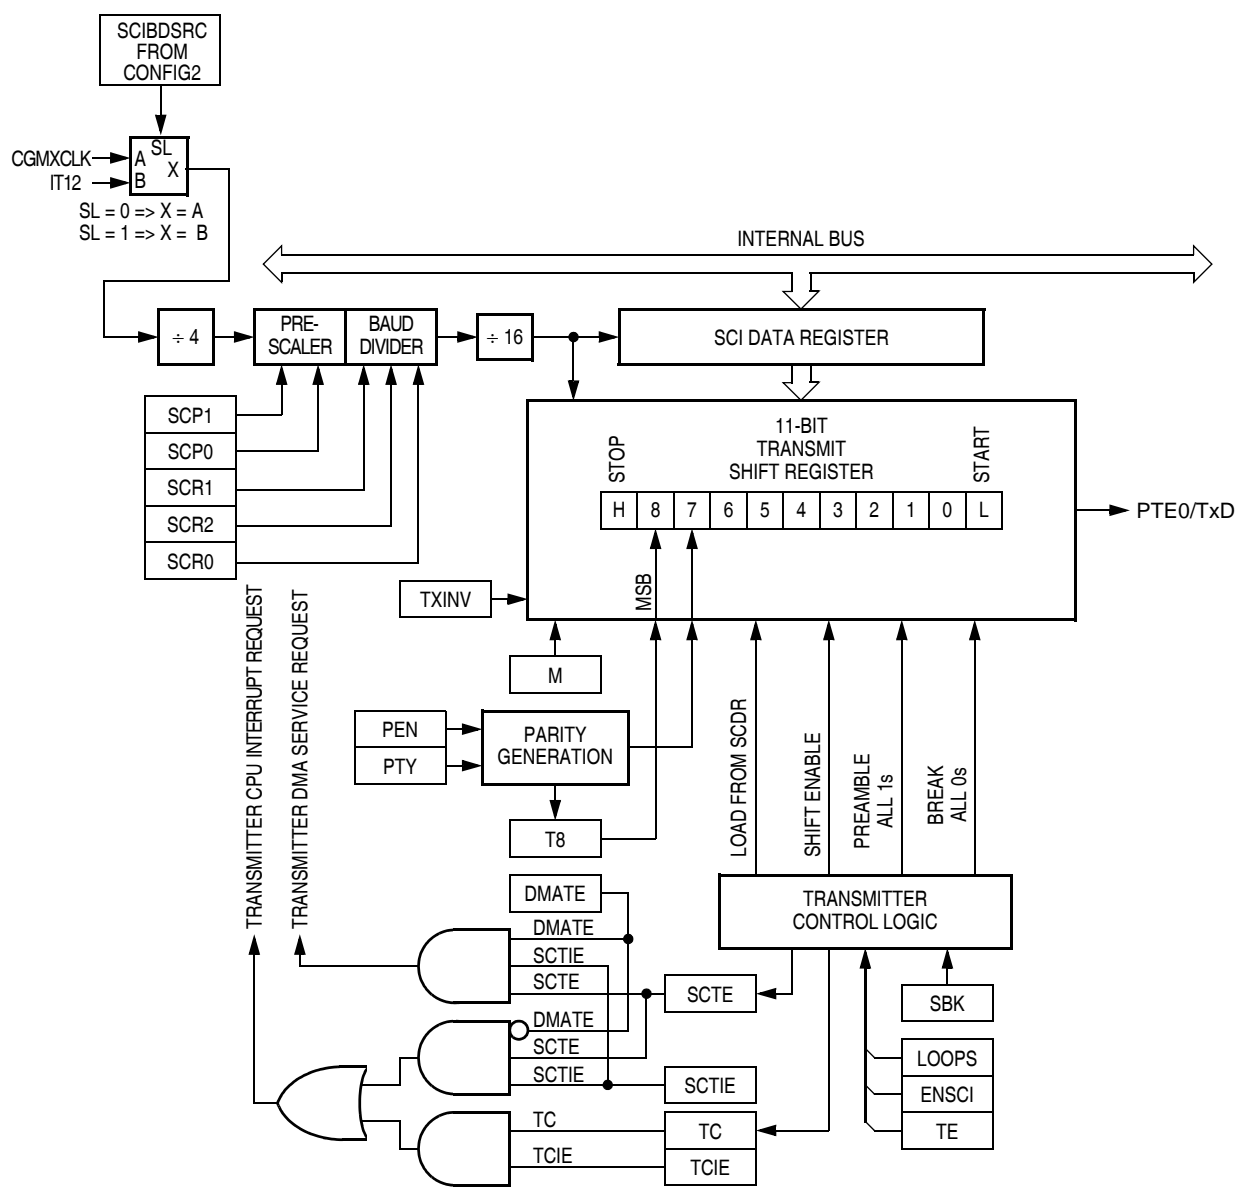 SCIBDSRC
FROM
CONFIG2
SL
CGMXCLK
A
X
IT12
B
SL = 0 => X = A
SL = 1 => X = B
INTERNAL BUS
÷ 4
PRE-
SCALER
BAUD
DIVIDER
÷ 16
SCI DATA REGISTER
SCP1
SCP0
SCR1
SCR2
SCR0
11-BIT
TRANSMIT
SHIFT REGISTER
STOP
START
H 8 7 6 5 4 3 2 1 0 L
PTE0/TxD
MSB
TXINV
M
PEN
PTY
PARITY
GENERATION
T8
TRANSMITTER CPU INTERRUPT REQUEST
TRANSMITTER DMA SERVICE REQUEST
LOAD FROM SCDR
SHIFT ENABLE
PREAMBLE
ALL 1s
BREAK
ALL 0s
TRANSMITTER
CONTROL LOGIC
DMATE
DMATE
SCTIE
SCTE
SCTE
SBK
DMATE
SCTE
SCTIE
SCTIE
LOOPS
ENSCI
TE
TC
TC
TCIE
TCIE